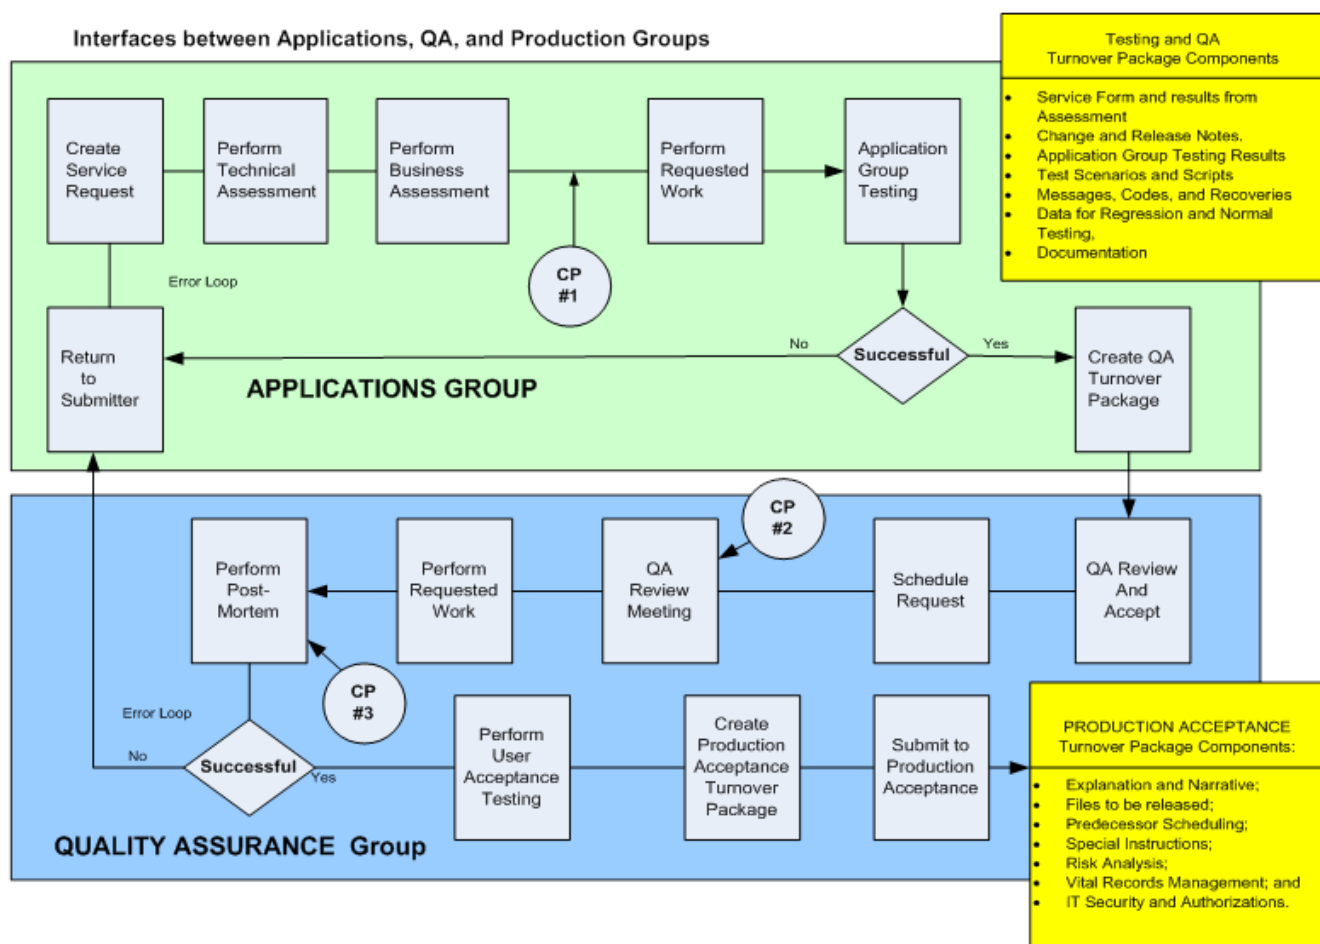 Interfaces between Applications, QA, and Production Groups
Testing and QA
Turnover Package Components
• Service Form and results from
Assessment
• Change and Release Notes.
• Application Group Testing Results
• Test Scenarios and Scripts
• Messages, Codes, and Recoveries
• Data for Regression and Normal
Testing,
• Documentation
Create
Service
Request
Perform
Technical
Assessment
Perform
Business
Assessment
Perform
Requested
Work
Application
Group
Testing
CP
#1
Error Loop
Return
to
Submitter
No
Successful
Yes
Create QA
Turnover
Package
APPLICATIONS GROUP
CP
#2
Perform
Post-
Mortem
Perform
Requested
Work
QA
Review
Meeting
Schedule
Request
QA Review
And
Accept
CP
#3
Error Loop
No
Successful
Yes
Perform
User
Acceptance
Testing
Create
Production
Acceptance
Turnover
Package
Submit to
Production
Acceptance
QUALITY ASSURANCE Group
PRODUCTION ACCEPTANCE
Turnover Package Components:
• Explanation and Narrative;
• Files to be released;
• Predecessor Scheduling;
• Special Instructions;
• Risk Analysis;
• Vital Records Management; and
• IT Security and Authorizations.